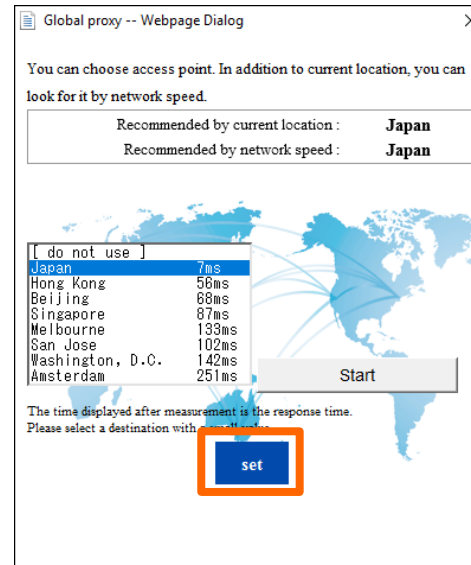 Global proxy -- Webpage Dialog
You can choose access point. In addition to current location, you can
look for it by network speed.
Recommended by current location : Japan
Recommended by network speed : Japan
[ do not use ]
Japan 7ms
Hong Kong 56ms
Beijing 68ms
Singapore 87ms
Melbourne 133ms
San Jose 102ms
Washington, D.C. 142ms
Amsterdam 251ms
Start
The time displayed after measurement is the response time.
Please select a destination with a small value
set